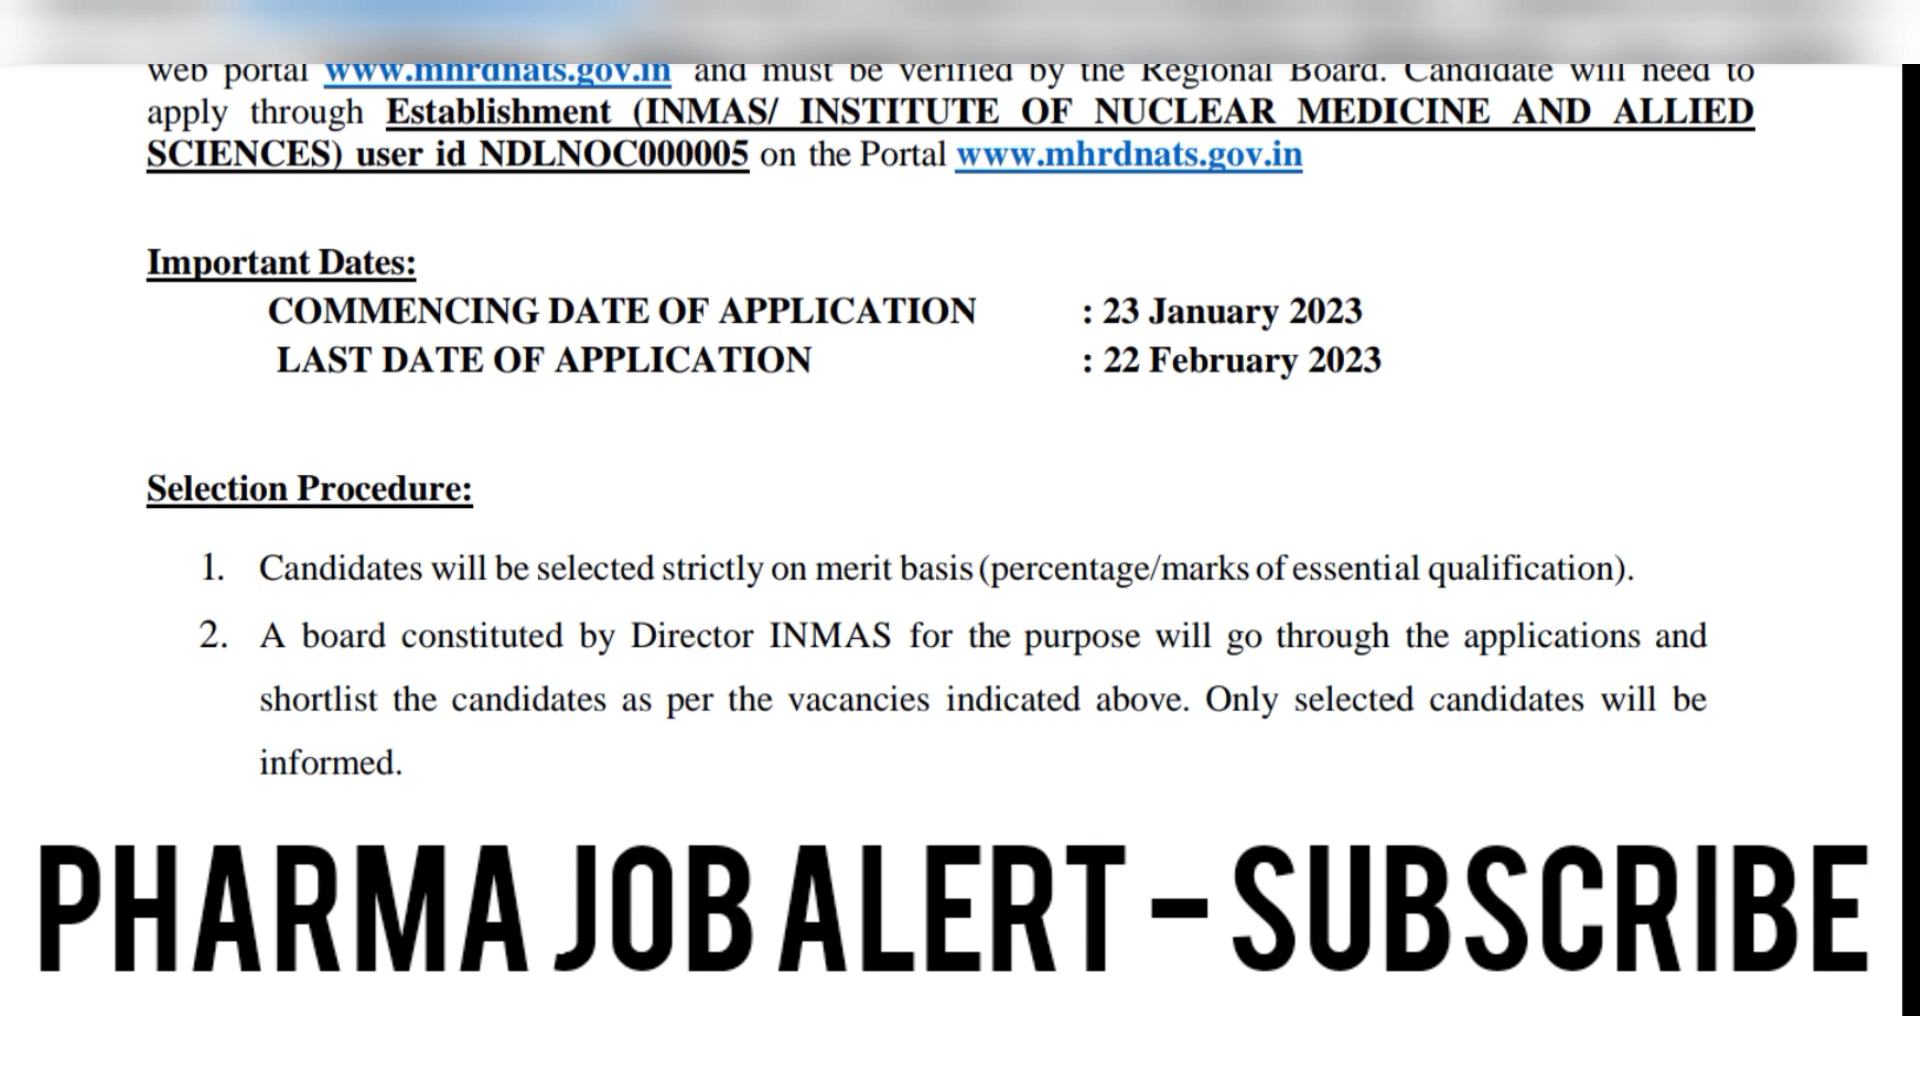 web portal www.mhrdnats.gov.in and must be verified by the Regional Board. Candidate will need to
apply through Establishment (INMAS/ INSTITUTE OF NUCLEAR MEDICINE AND ALLIED
SCIENCES) user id NDLNOC000005 on the Portal www.mhrdnats.gov.in
Important Dates:
COMMENCING DATE OF APPLICATION : 23 January 2023
LAST DATE OF APPLICATION : 22 February 2023
Selection Procedure:
1. Candidates will be selected strictly on merit basis (percentage/marks of essential qualification).
2. A board constituted by Director INMAS for the purpose will go through the applications and
shortlist the candidates as per the vacancies indicated above. Only selected candidates will be
informed.
PHARMA JOB ALERT - SUBSCRIBE